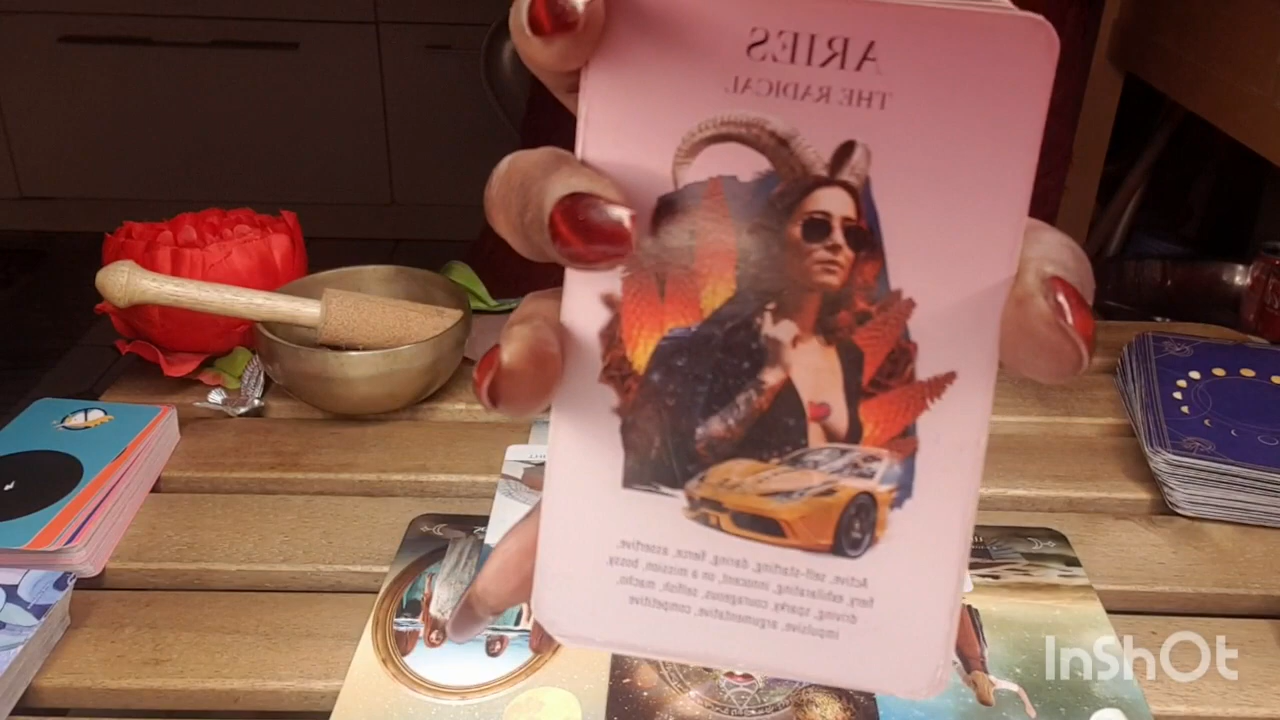 ARIES
THE RADICAL
Active, self-starting, daring, fierce, assertive,
fiery, exhilarating, innocent, on a mission, bossy,
driving, sparky, courageous, selfish, macho,
impulsive, argumentative, competitive
InShOt